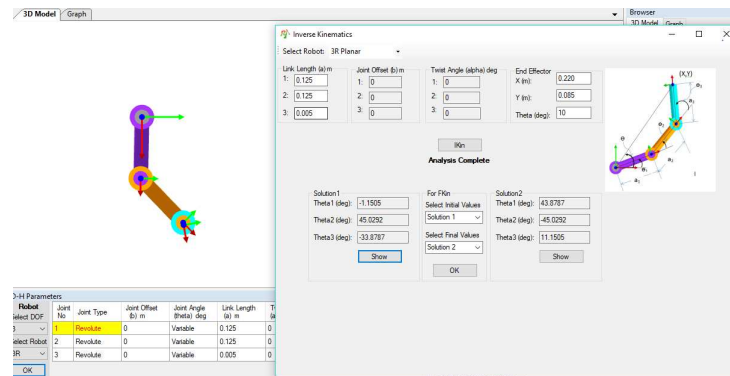 3D Model Graph
Browser
3D Model Graph
Inverse Kinematics
Select Robot: 3R Planar
Link Length (a) m
1: 0.125
2: 0.125
3: 0.005
Joint Offset (b) m
1: 0
2: 0
3: 0
Twist Angle (alpha) deg
1: 0
2: 0
3: 0
End Effector
X (m): 0.220
Y (m): 0.085
Theta (deg): 10
(X,Y)
IKin
Analysis Complete
Solution1
Theta1 (deg): -1.1505
Theta2 (deg): 45.0292
Theta3 (deg): -33.8787
Show
For FKin
Select Initial Values
Solution 1
Select Final Values
Solution 2
OK
Solution2
Theta1 (deg): 43.8787
Theta2 (deg): -45.0292
Theta3 (deg): 11.1505
Show
D-H Parameters
Robot
Select DOF
3
Select Robot
3R
OK
Joint No Joint Type Joint Offset (b) m Joint Angle (theta) deg Link Length (a) m
1 Revolute 0 Variable 0.125 0
2 Revolute 0 Variable 0.125 0
3 Revolute 0 Variable 0.005 0